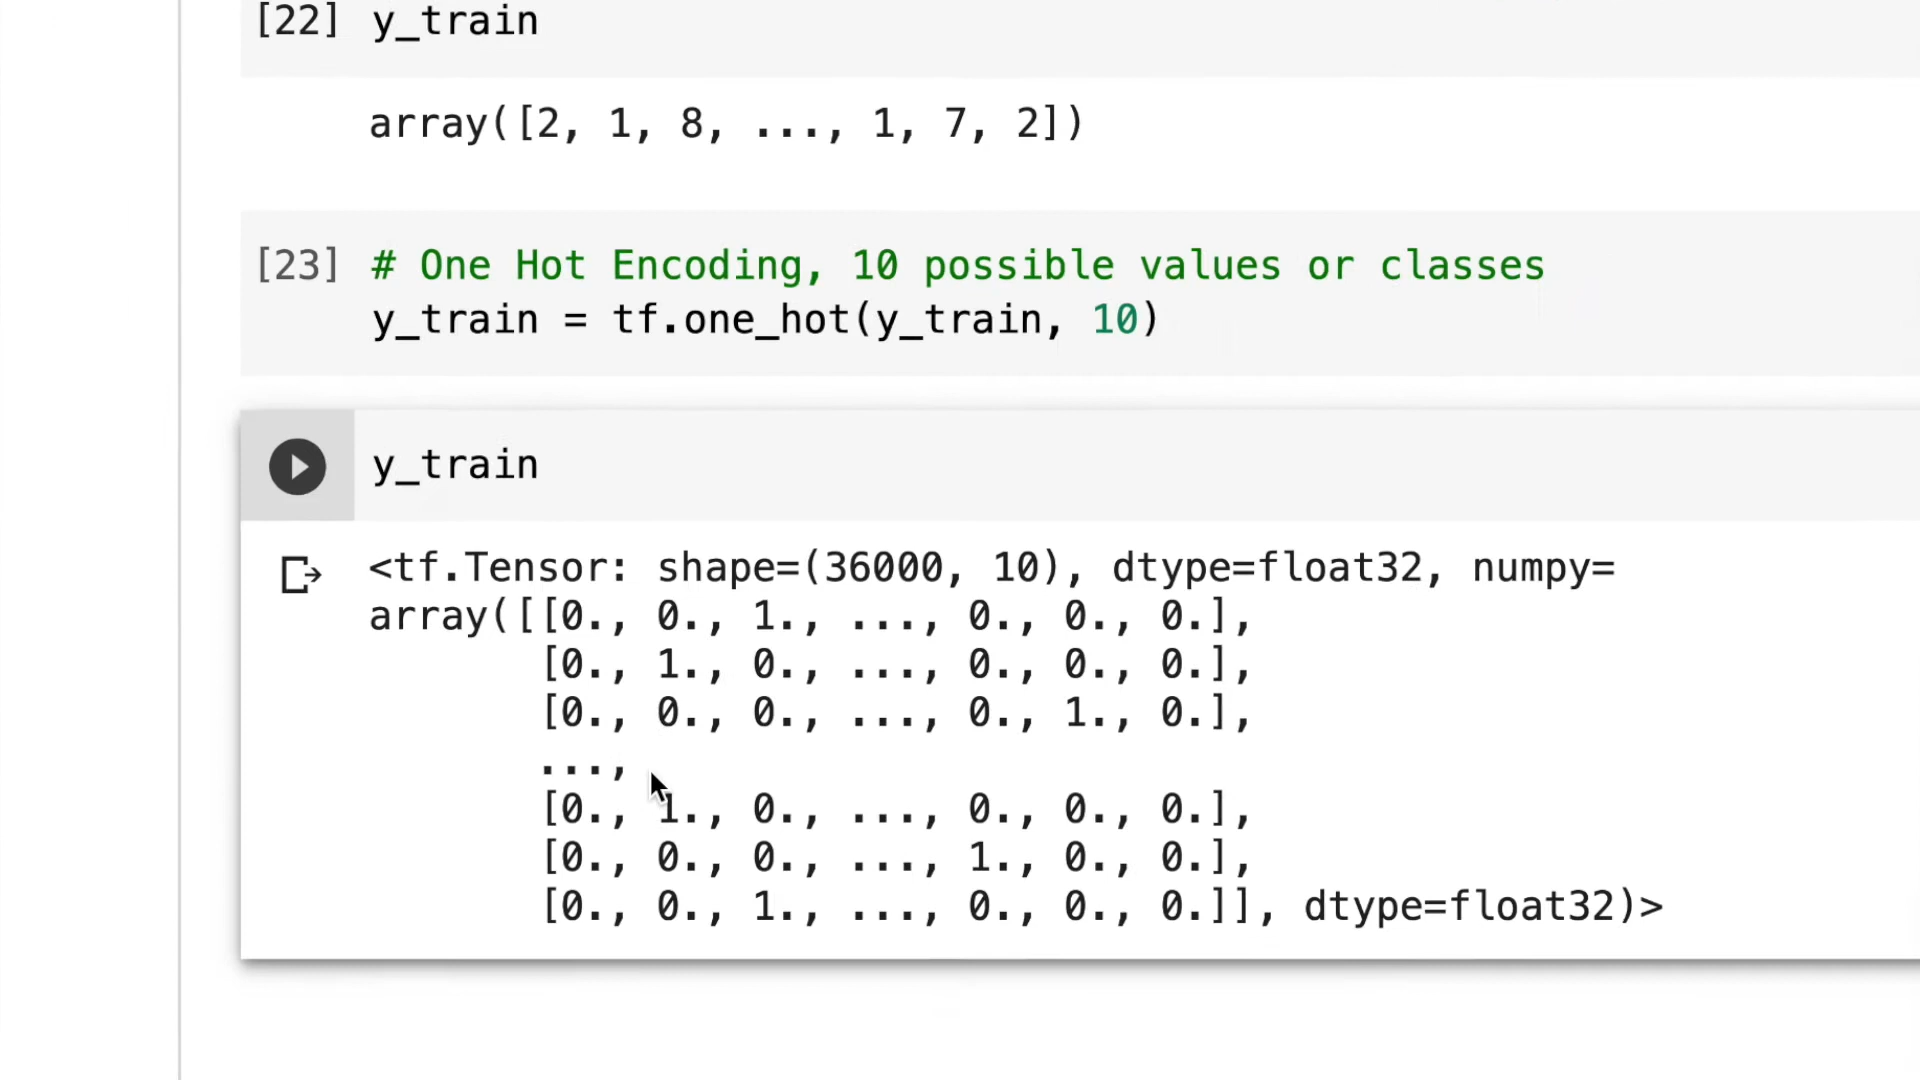 [22] y_train
array([2, 1, 8, ..., 1, 7, 2])
[23] # One Hot Encoding, 10 possible values or classes
y_train = tf.one_hot(y_train, 10)
y_train
<tf.Tensor: shape=(36000, 10), dtype=float32, numpy=
array([[0., 0., 1., ..., 0., 0., 0.],
[0., 1., 0., ..., 0., 0., 0.],
[0., 0., 0., ..., 0., 1., 0.],
...,
[0., 1., 0., ..., 0., 0., 0.],
[0., 0., 0., ..., 1., 0., 0.],
[0., 0., 1., ..., 0., 0., 0.]], dtype=float32)>